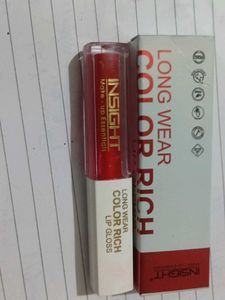 INSIGHT
Make - up Essentials
LONG WEAR
COLOR RICH
LIP GLOSS
LONG WEAR
COLOR RICH
INSIGHT